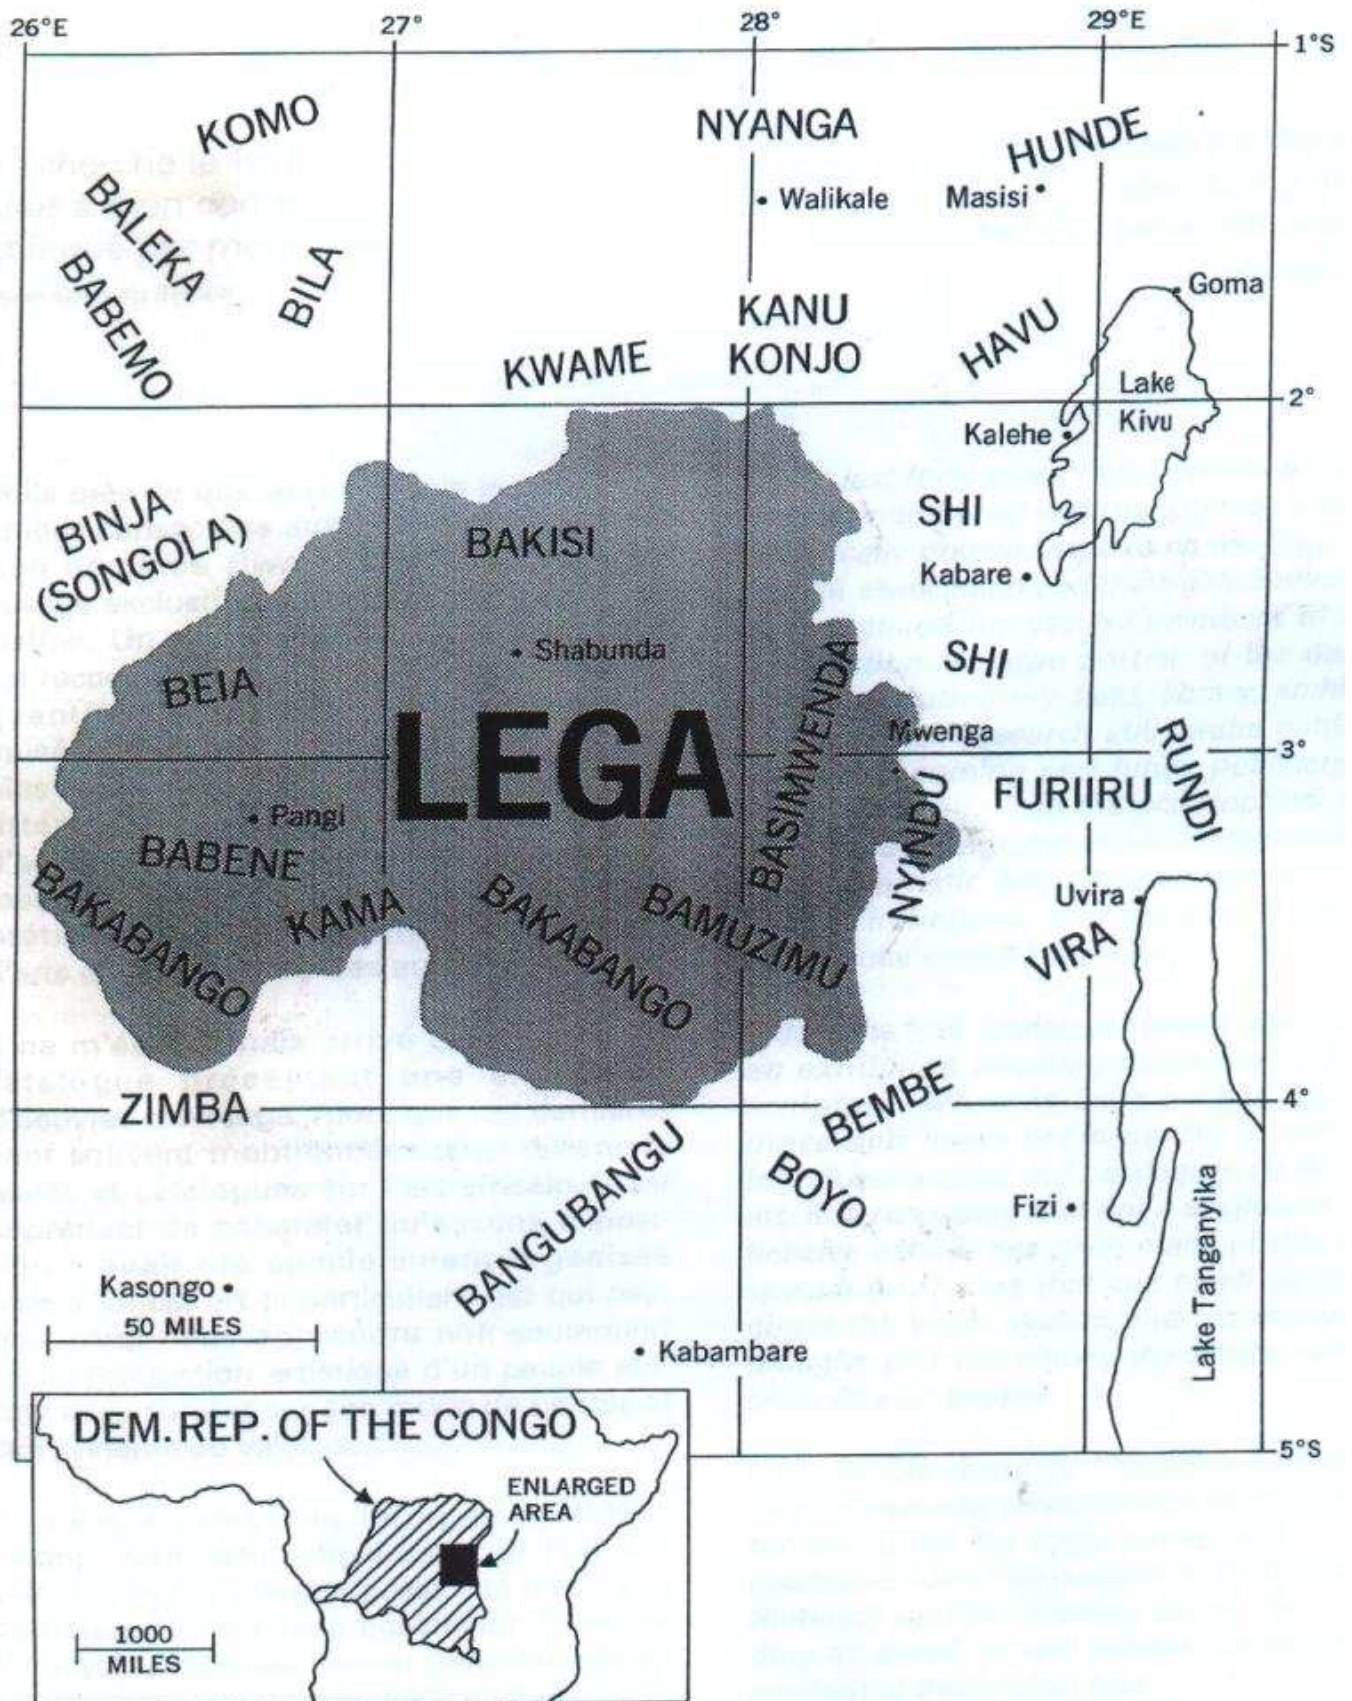 26°E 27° 28° 29°E
1°S
KOMO
NYANGA
HUNDE
Walikale
Masisi
BALEKA
BABEMO
BILA
Goma
KANU
KONJO
HAVU
KWAME
Lake
Kivu
2°
Kalehe
BINJA
(SONGOLA)
BAKISI
SHI
Kabare
Shabunda
SHI
BEIA
LEGA
BASIMWENDA
Mwenga
RUNDI
3°
Pangi
FURIIRU
BABENE
NYINDU
BAKABANGO
KAMA
BAKABANGO
BAMUZIMU
Uvira
VIRA
ZIMBA
BEMBE
4°
BANGUBANGU
BOYO
Fizi
Lake Tanganyika
Kasongo
50 MILES
Kabambare
5°S
DEM. REP. OF THE CONGO
ENLARGED
AREA
1000
MILES